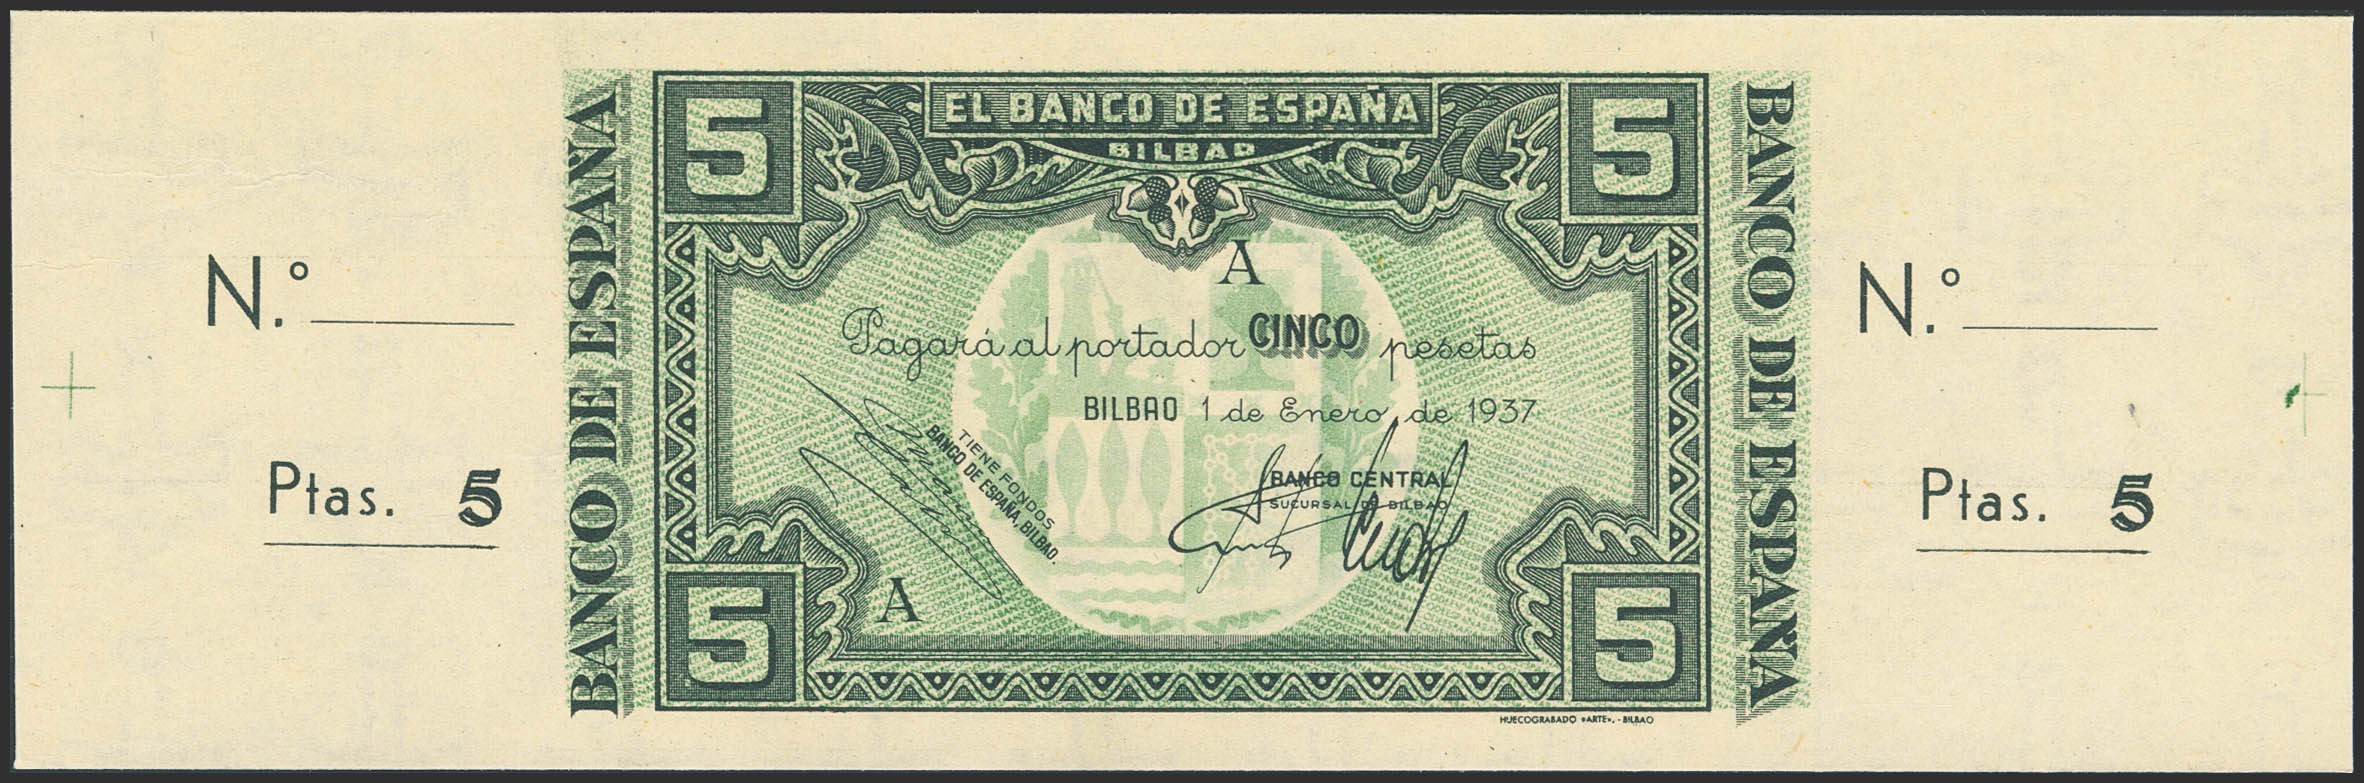 N.º
Ptas. 5
BANCO DE ESPAÑA
5
EL BANCO DE ESPAÑA
5
BILBAO
A
Pagará al portador CINCO pesetas
BILBAO 1 de Enero de 1937
TIENE FONDOS
BANCO DE ESPAÑA, BILBAO.
BANCO CENTRAL
SUCURSAL DE BILBAO
A
5
5
HUECOGRABADO «ARTE», - BILBAO
BANCO DE ESPAÑA
N.º
Ptas. 5